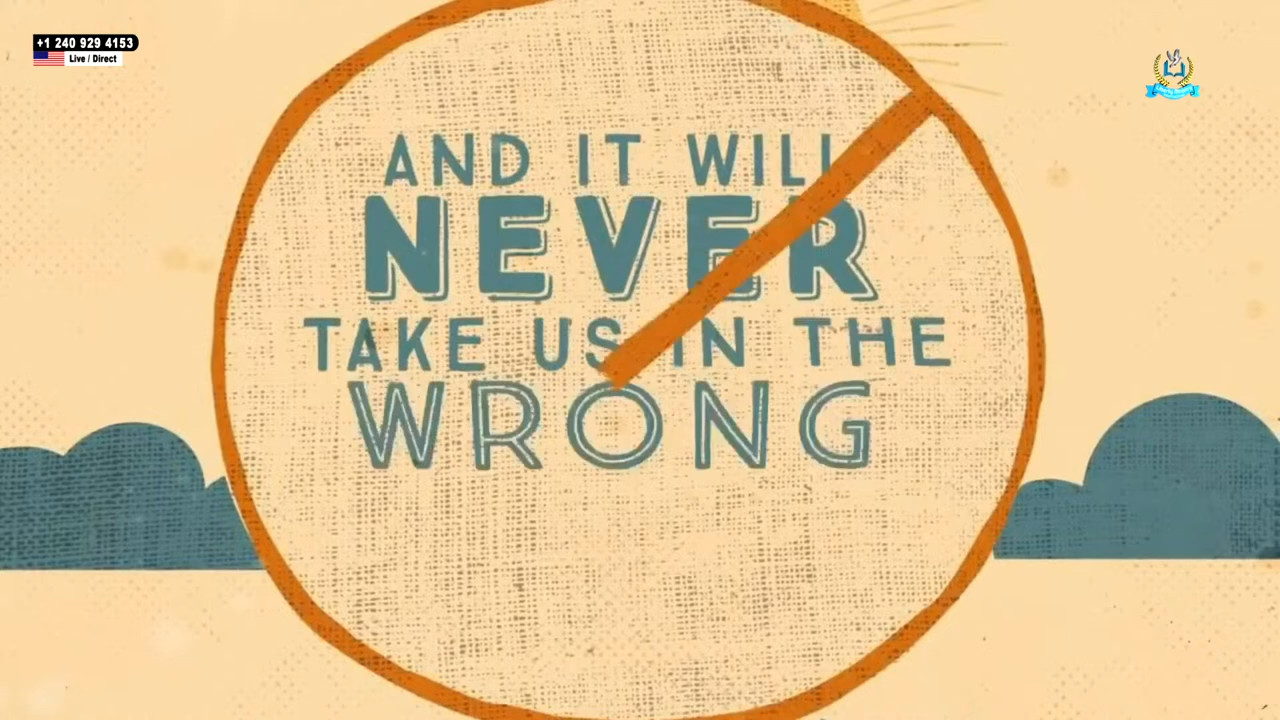 +1 240 929 4153
Live / Direct
AND IT WILL
NEVER
TAKE US IN THE
WRONG